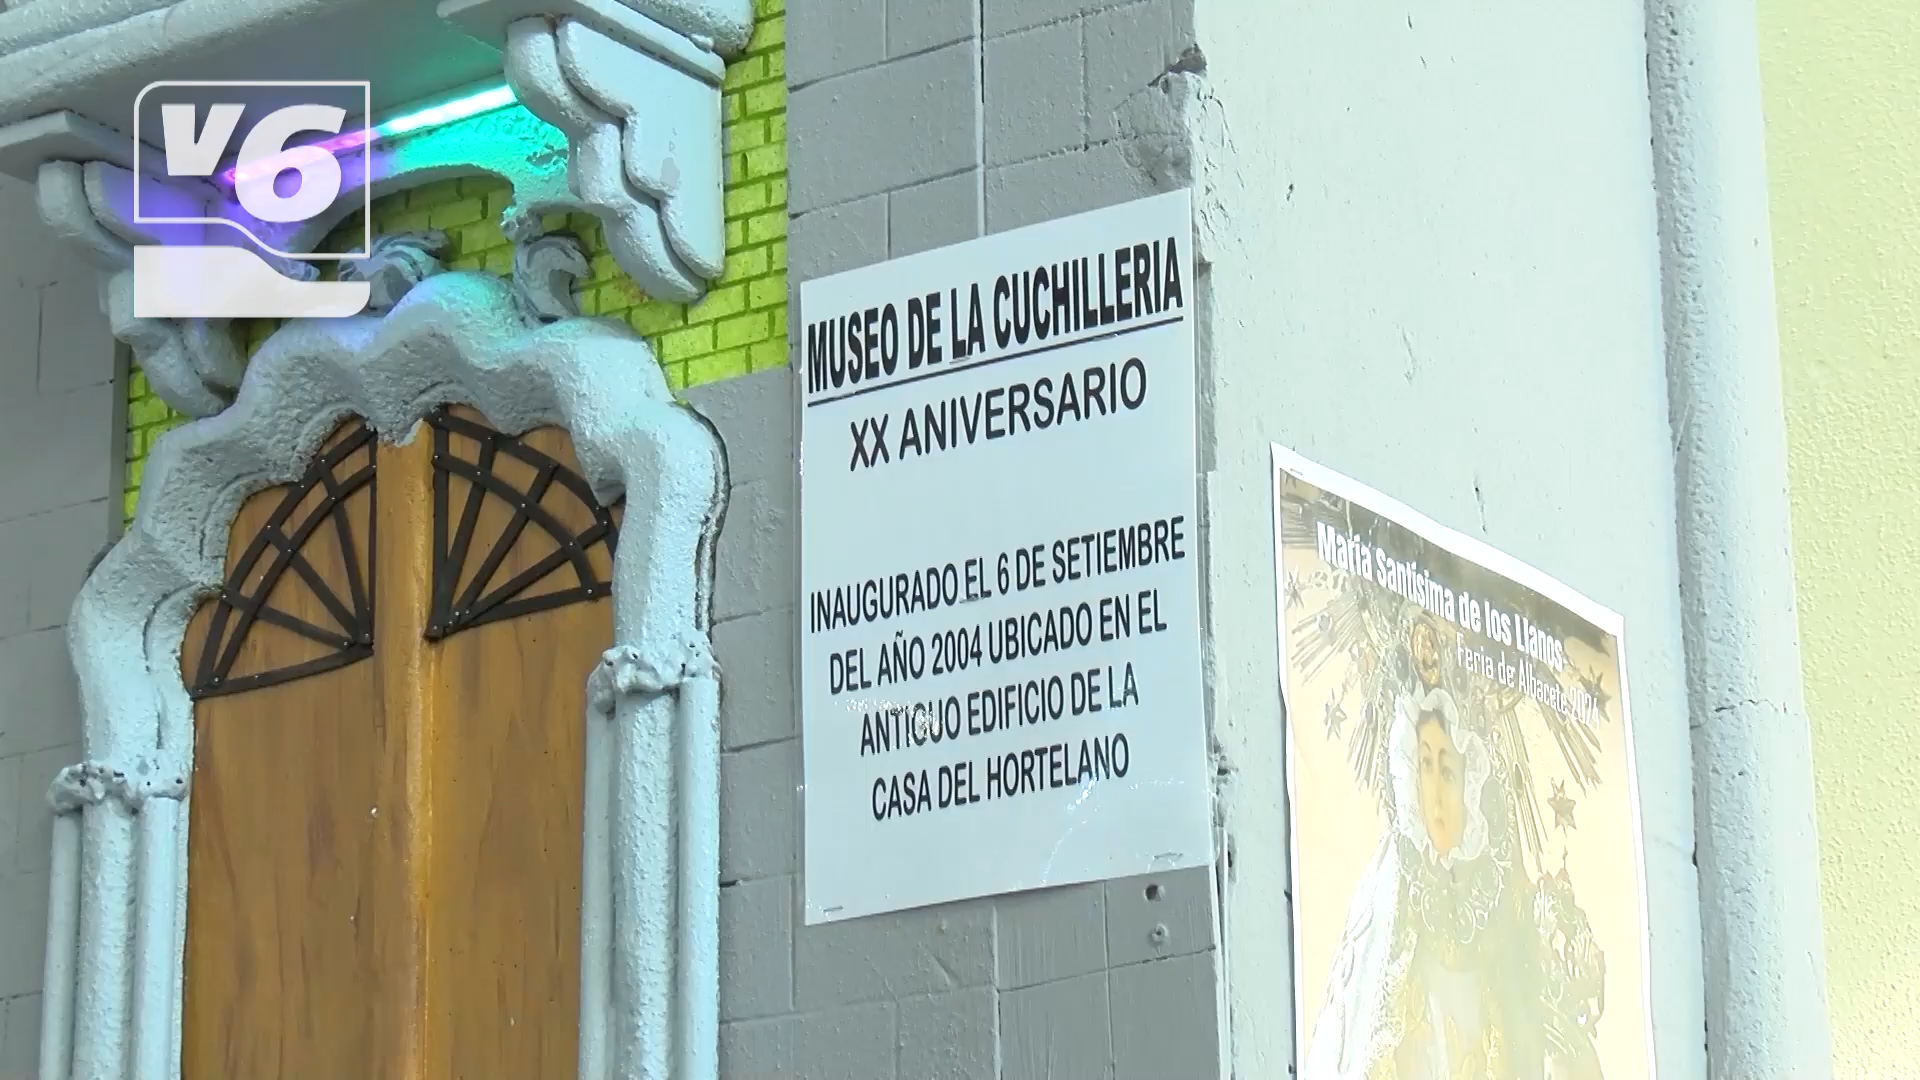 V6
MUSEO DE LA CUCHILLERIA
XX ANIVERSARIO
INAUGURADO EL 6 DE SETIEMBRE
DEL AÑO 2004 UBICADO EN EL
ANTIGUO EDIFICIO DE LA
CASA DEL HORTELANO
María Santísima de los Llanos
Feria de Albacete 2024